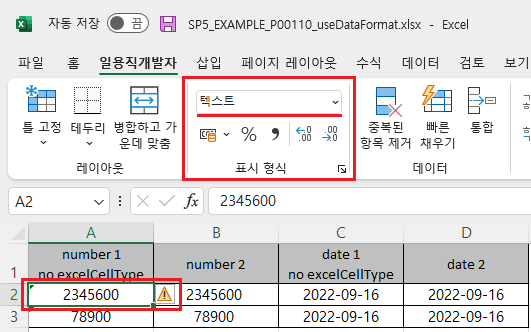 자동 저장 끔 SP5_EXAMPLE_P00110_useDataFormat.xlsx - Excel
파일 홈 일용직개발자 삽입 페이지 레이아웃 수식 데이터 검토 보기
틀 고정 테두리 병합하고 가운데 맞춤
레이아웃
텍스트
% ,
표시 형식
중복된 항목 제거 빠른 채우기 통합
데이터
A2 fx 2345600
A B C D
1 number 1
no excelCellType number 2 date 1
no excelCellType date 2
2 2345600 2345600 2022-09-16 2022-09-16
3 78900 78900 2022-09-16 2022-09-16